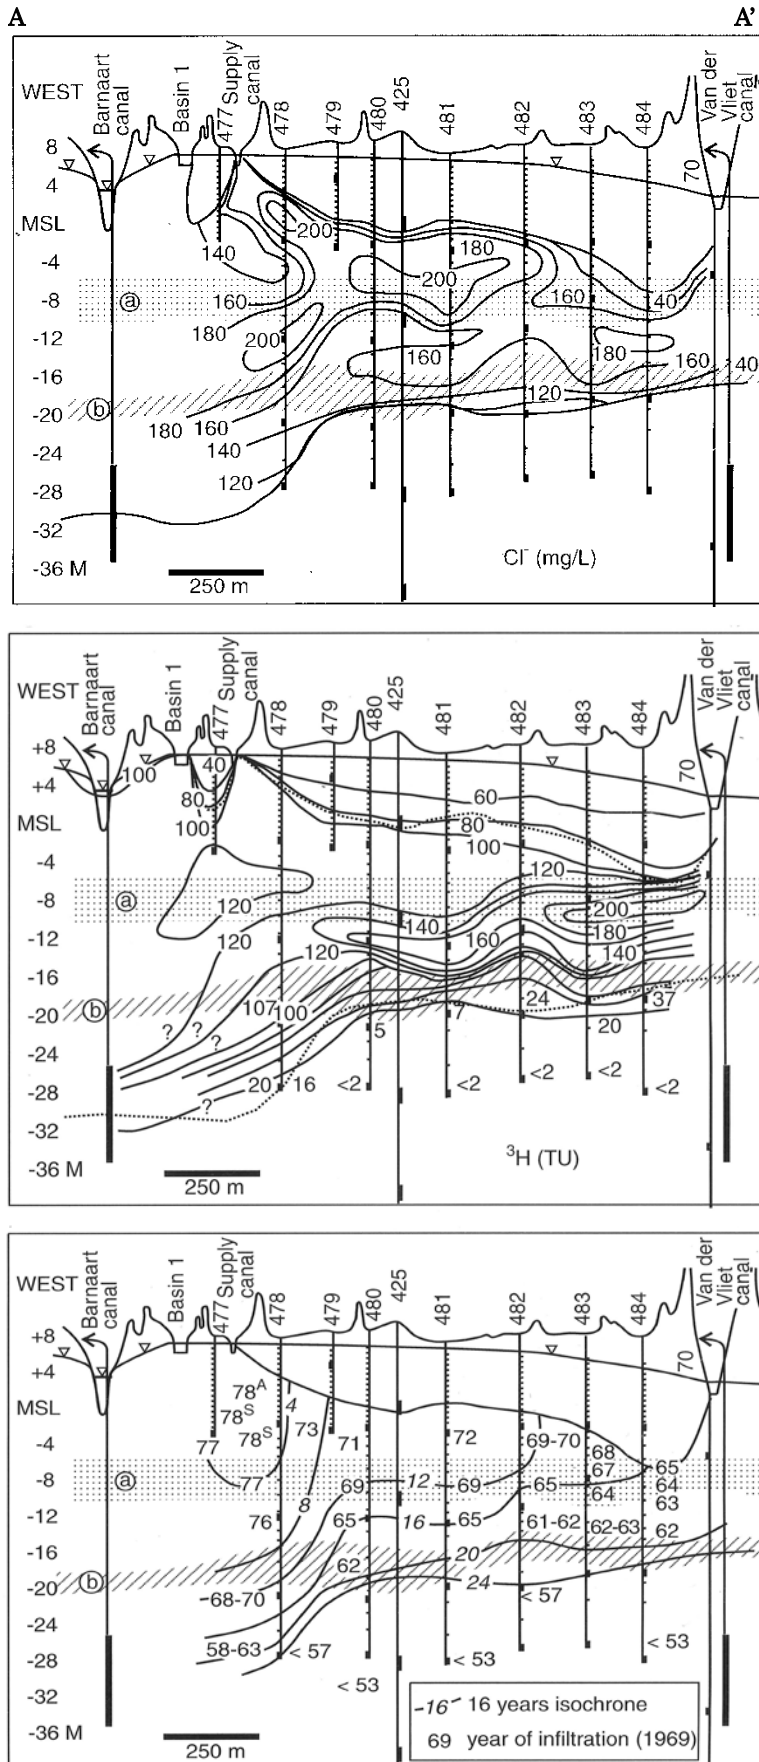 A A'
WEST Barnaart canal Basin 1 477 Supply canal 478 479 480 425 481 482 483 484 70 Van der Vliet canal
8
4
MSL
200 180
140
-4
200
ⓐ
-8
160 160 40
180
-12
200 160 180
-16
160 40
ⓑ
-20
120
180 160
140
-24
120
-28
-32
Cl⁻ (mg/L)
-36 M
250 m
WEST Barnaart canal Basin 1 477 Supply canal 478 479 480 425 481 482 483 484 70 Van der Vliet canal
+8
100 40
+4
80 60
MSL
100 80
100
-4
120
ⓐ
-8
120 200
140 180
-12
120 120 160 140
-16
107 100 24 37
ⓑ
-20
? 5 7 20
? ?
-24
20 16 <2 <2 <2 <2
-28
?
-32
³H (TU)
-36 M
250 m
WEST Barnaart canal Basin 1 477 Supply canal 478 479 480 425 481 482 483 484 70 Van der Vliet canal
+8
+4
78ᴬ 4
MSL
78ˢ 78ˢ 73 71 72 69-70 68
-4
77 67 65
ⓐ
-8
77 69 12 69 65 64 64
8 63
-12
76 65 16 65 61-62 62-63 62
-16
62 20
ⓑ
-20
68-70 24 < 57
-24
58-63 < 57 < 53 < 53
-28
< 53
-32
-16- 16 years isochrone
-36 M
69 year of infiltration (1969)
250 m